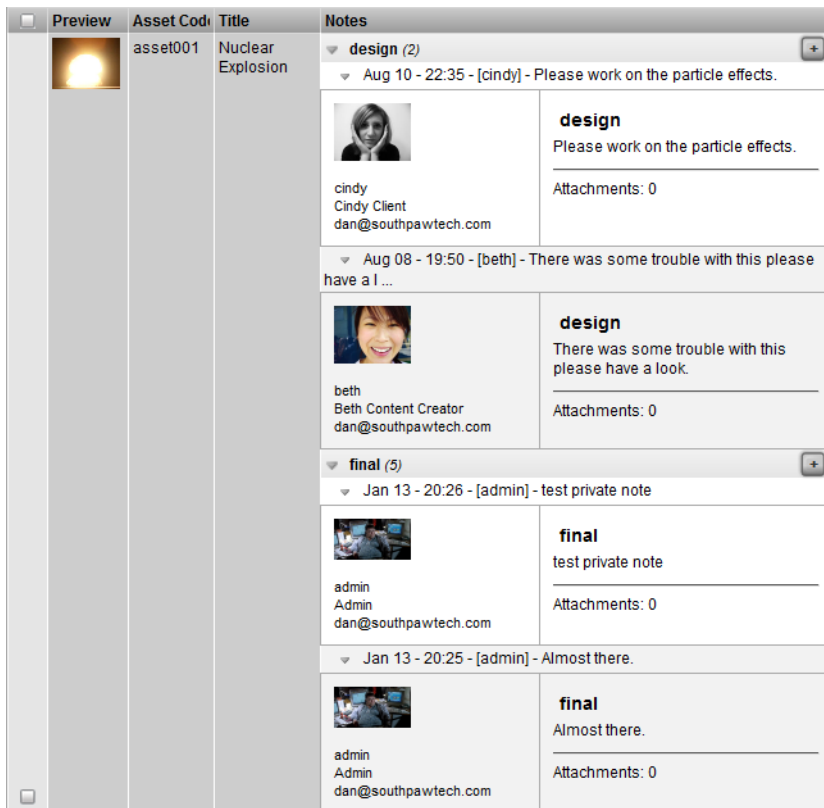 Preview Asset Code Title Notes
asset001 Nuclear
Explosion
design (2)
+
Aug 10 - 22:35 - [cindy] - Please work on the particle effects.
cindy
Cindy Client
dan@southpawtech.com
design
Please work on the particle effects.
Attachments: 0
Aug 08 - 19:50 - [beth] - There was some trouble with this please
have a l ...
beth
Beth Content Creator
dan@southpawtech.com
design
There was some trouble with this
please have a look.
Attachments: 0
final (5)
+
Jan 13 - 20:26 - [admin] - test private note
admin
Admin
dan@southpawtech.com
final
test private note
Attachments: 0
Jan 13 - 20:25 - [admin] - Almost there.
admin
Admin
dan@southpawtech.com
final
Almost there.
Attachments: 0